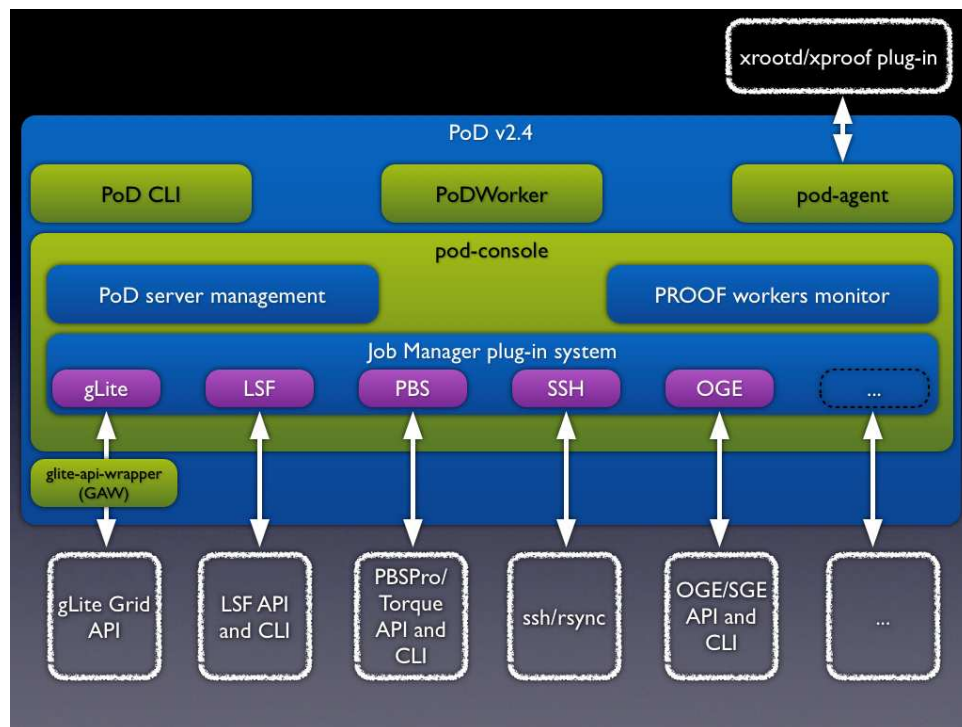 xrootd/xproof plug-in
PoD v2.4
PoD CLI
PoDWorker
pod-agent
pod-console
PoD server management
PROOF workers monitor
Job Manager plug-in system
gLite
LSF
PBS
SSH
OGE
...
glite-api-wrapper
(GAW)
gLite Grid
API
LSF API
and CLI
PBSPro/
Torque
API and
CLI
ssh/rsync
OGE/SGE
API and
CLI
...